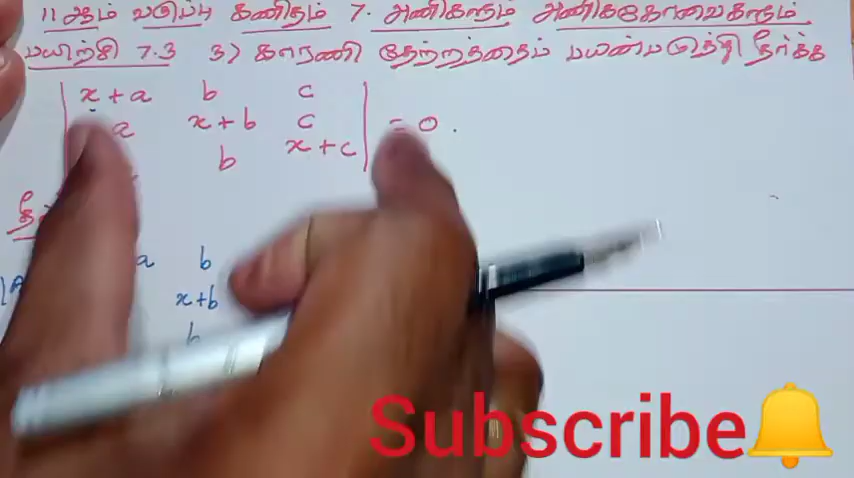 11 ஆம் வகுப்பு கணிதம் 7. அணிகளும் அணிக்கோவைகளும்
பயிற்சி 7.3 3) காரணி தேற்றத்தைப் பயன்படுத்தி தீர்க்க
x+a b c
a x+b c = 0.
b x+c
a b
x+b
b
Subscribe